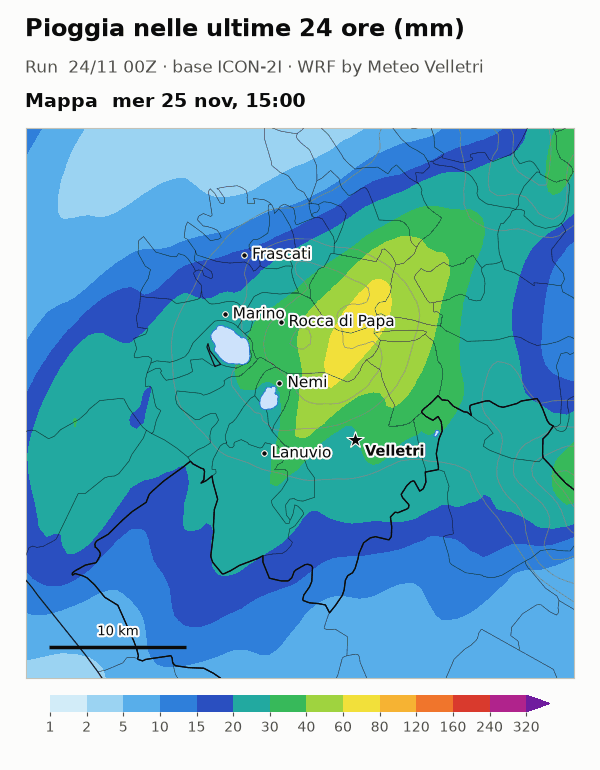 Pioggia nelle ultime 24 ore (mm)
Run  24/11 00Z · base ICON-2I · WRF by Meteo Velletri
Mappa  mer 25 nov, 15:00
Frascati
Marino
Rocca di Papa
Nemi
Velletri
Lanuvio
10 km
1 2 5 10 15 20 30 40 60 80 120 160 240 320